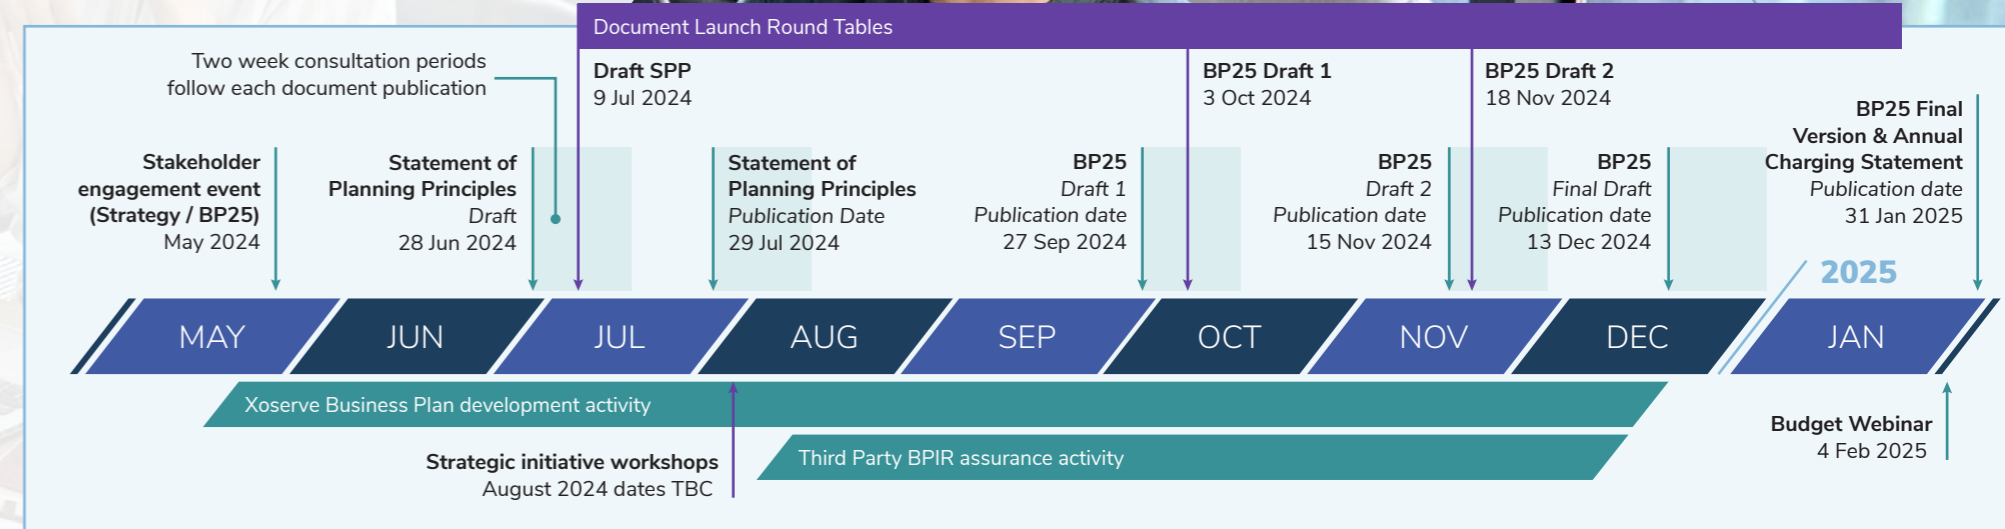 Document Launch Round Tables
Two week consultation periods
follow each document publication
Draft SPP
9 Jul 2024
BP25 Draft 1
3 Oct 2024
BP25 Draft 2
18 Nov 2024
Stakeholder
engagement event
(Strategy / BP25)
May 2024
Statement of
Planning Principles
Draft
28 Jun 2024
Statement of
Planning Principles
Publication Date
29 Jul 2024
BP25
Draft 1
Publication date
27 Sep 2024
BP25
Draft 2
Publication date
15 Nov 2024
BP25
Final Draft
Publication date
13 Dec 2024
BP25 Final
Version & Annual
Charging Statement
Publication date
31 Jan 2025
2025
MAY
JUN
JUL
AUG
SEP
OCT
NOV
DEC
JAN
Xoserve Business Plan development activity
Third Party BPIR assurance activity
Strategic initiative workshops
August 2024 dates TBC
Budget Webinar
4 Feb 2025